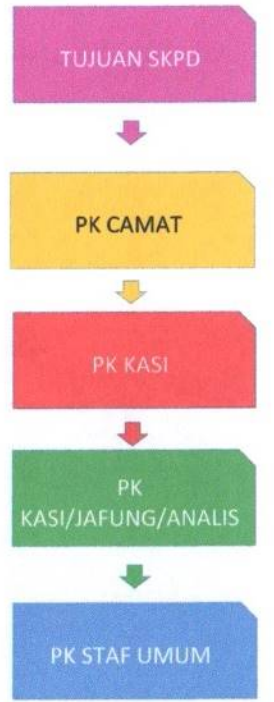 TUJUAN SKPD
PK CAMAT
PK KASI
PK
KASI/JAFUNG/ANALIS
PK STAF UMUM